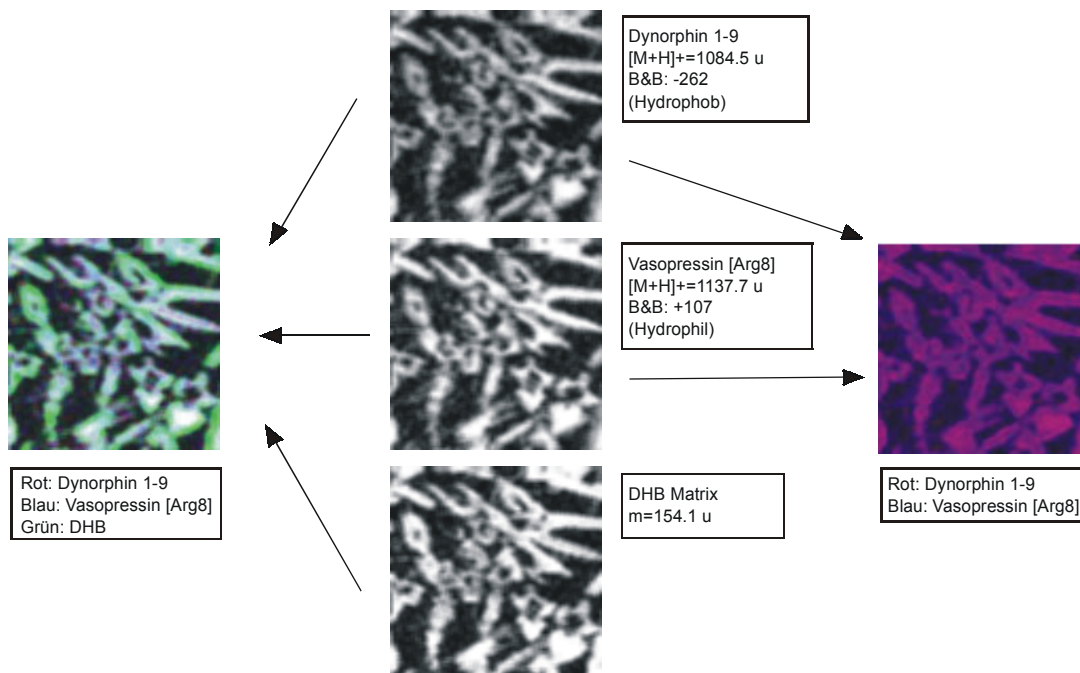 Dynorphin 1-9
[M+H]+=1084.5 u
B&B: -262
(Hydrophob)
Vasopressin [Arg8]
[M+H]+=1137.7 u
B&B: +107
(Hydrophil)
Rot: Dynorphin 1-9
Blau: Vasopressin [Arg8]
Grün: DHB
DHB Matrix
m=154.1 u
Rot: Dynorphin 1-9
Blau: Vasopressin [Arg8]